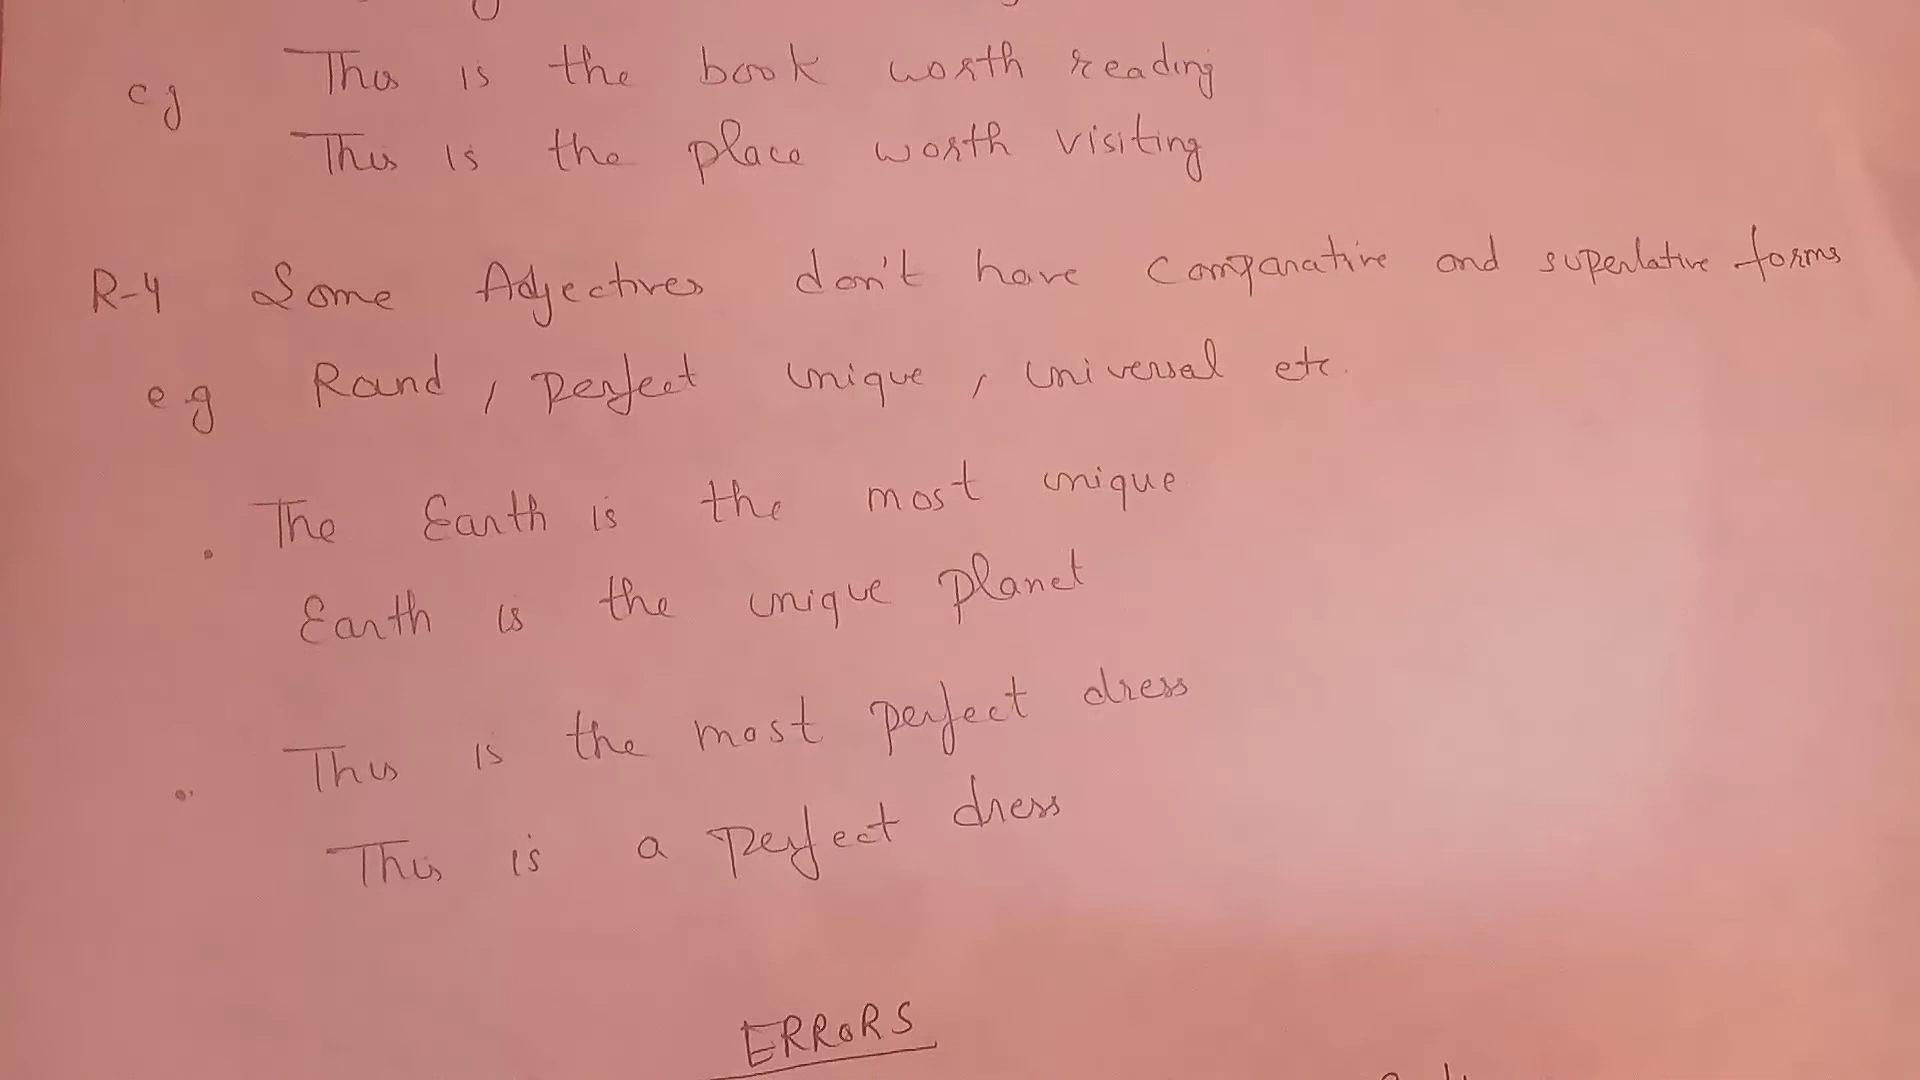 eg This is the book worth reading
This is the place worth visiting
R-4 Some Adjectives don't have comparative and superlative forms
eg Round, perfect unique, universal etc.
. The Earth is the most unique
Earth is the unique planet
. This is the most perfect dress
This is a perfect dress
ERRORS